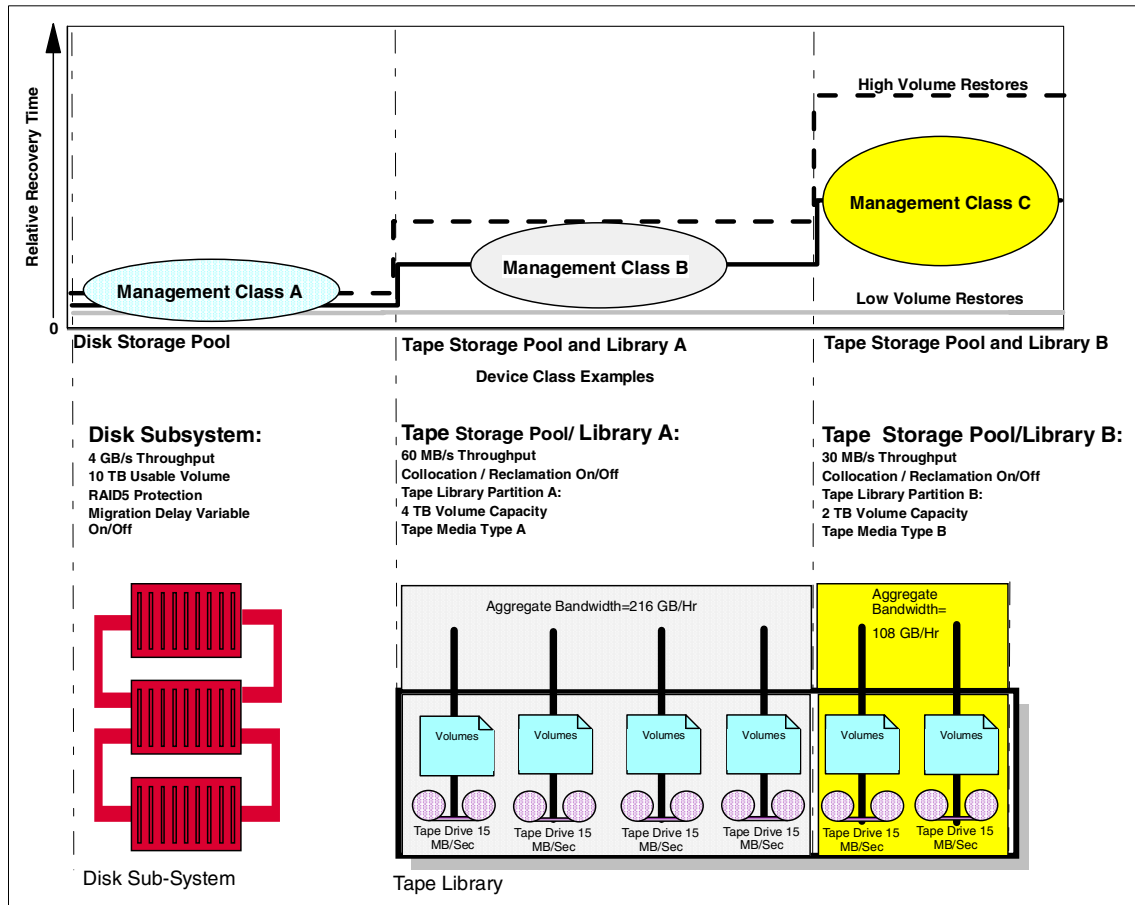 Relative Recovery Time
0
High Volume Restores
Management Class C
Management Class B
Management Class A
Low Volume Restores
Disk Storage Pool
Tape Storage Pool and Library A
Tape Storage Pool and Library B
Device Class Examples
Disk Subsystem:
4 GB/s Throughput
10 TB Usable Volume
RAID5 Protection
Migration Delay Variable
On/Off
Tape Storage Pool/ Library A:
60 MB/s Throughput
Collocation / Reclamation On/Off
Tape Library Partition A:
4 TB Volume Capacity
Tape Media Type A
Tape Storage Pool/Library B:
30 MB/s Throughput
Collocation / Reclamation On/Off
Tape Library Partition B:
2 TB Volume Capacity
Tape Media Type B
Aggregate Bandwidth=216 GB/Hr
Aggregate
Bandwidth=
108 GB/Hr
Volumes
Volumes
Volumes
Volumes
Volumes
Volumes
Tape Drive 15
MB/Sec
Tape Drive 15
MB/Sec
Tape Drive 15
MB/Sec
Tape Drive 15
MB/Sec
Tape Drive 15
MB/Sec
Tape Drive 15
MB/Sec
Disk Sub-System
Tape Library